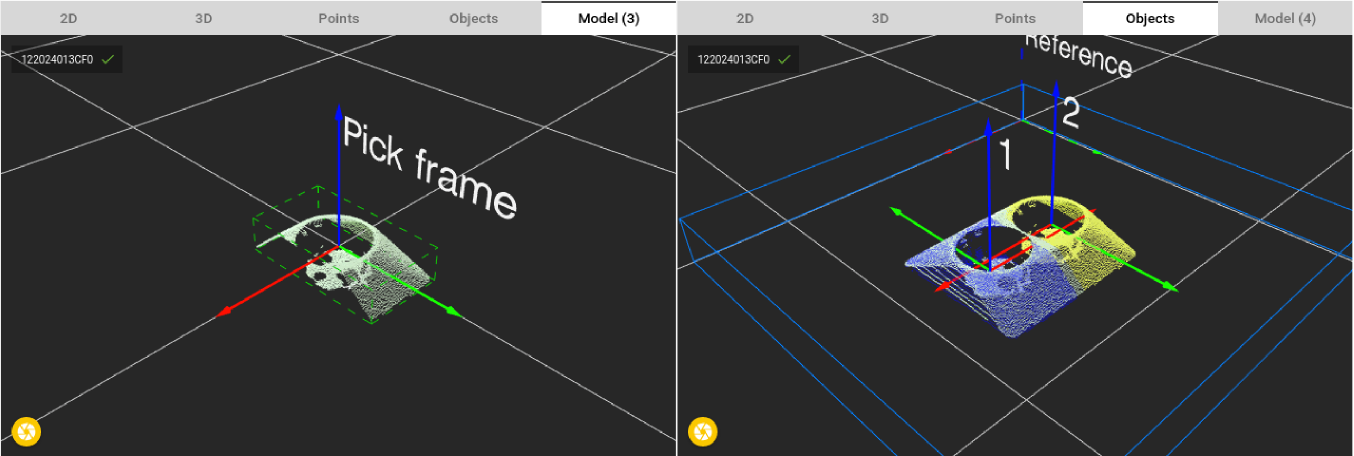 2D 3D Points Objects Model (3)
122024013CF0
Pick frame
2D 3D Points Objects Model (4)
122024013CF0
Reference
2
1